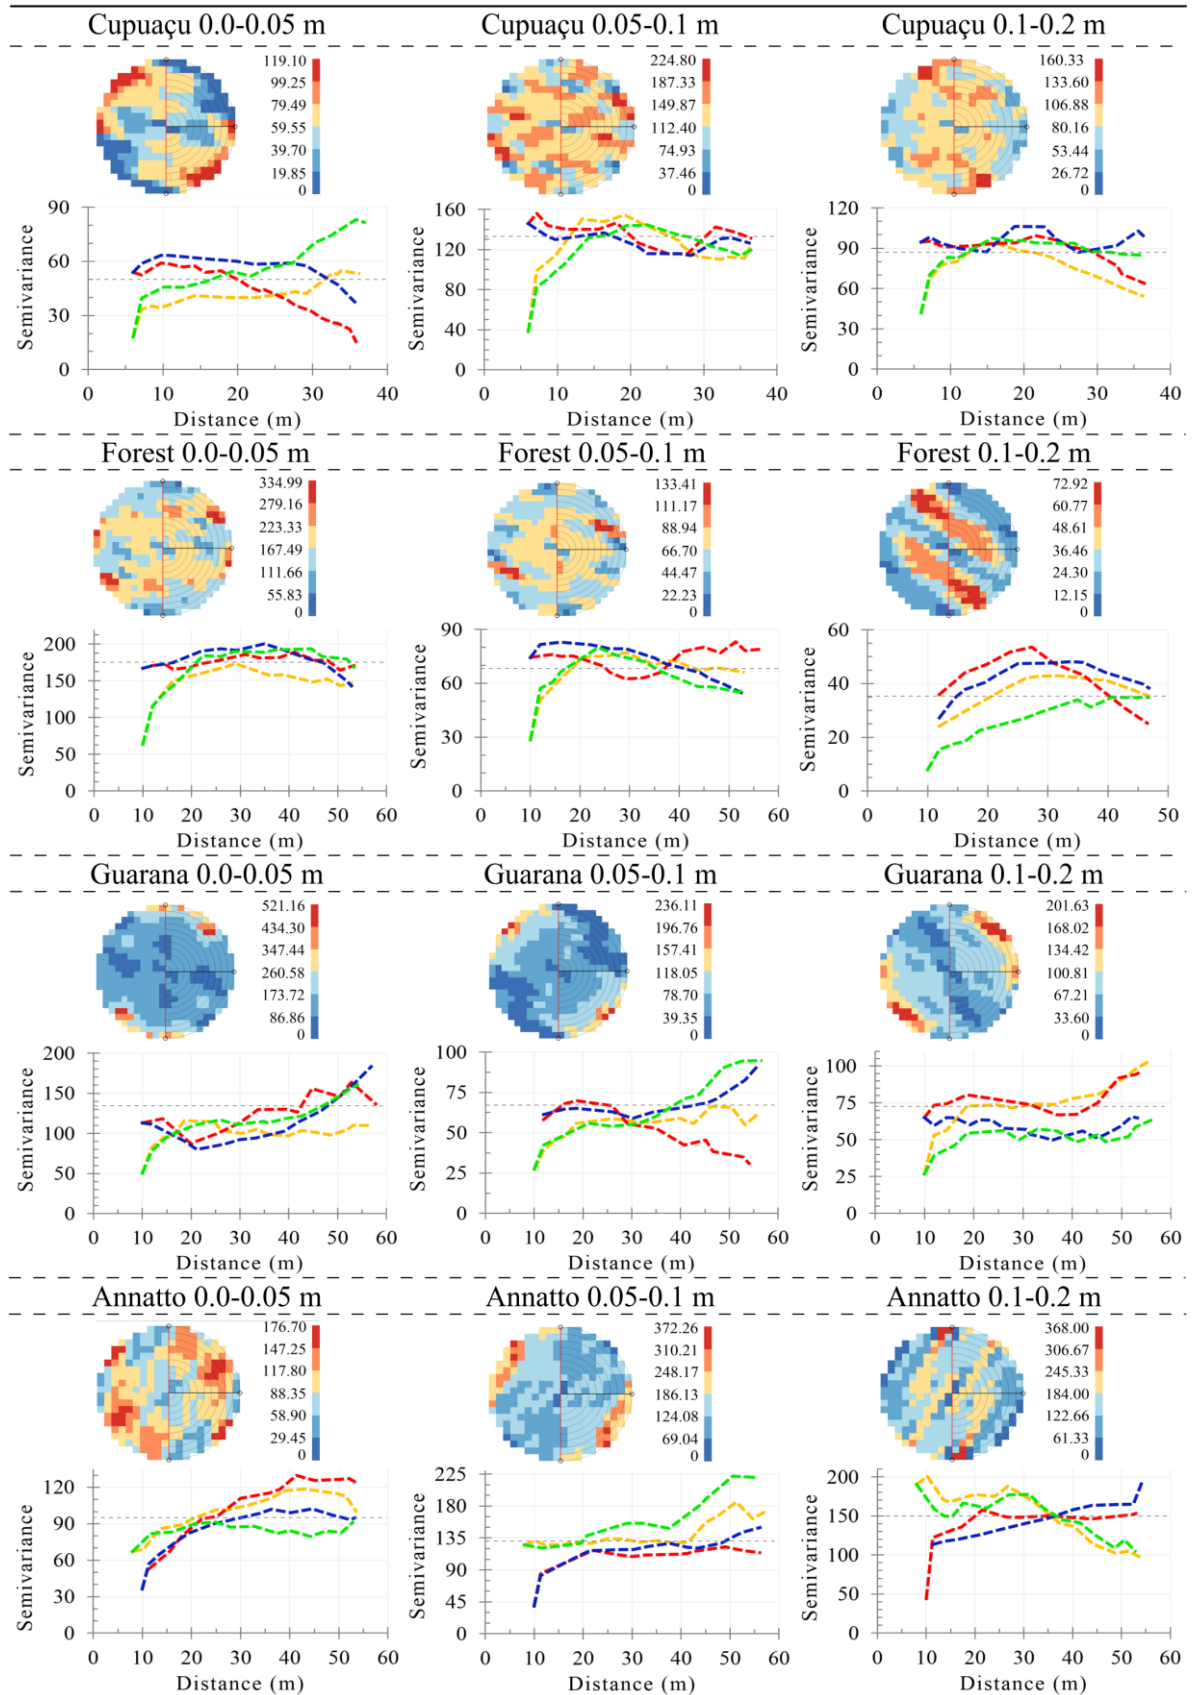 Cupuaçu 0.0-0.05 m
Cupuaçu 0.05-0.1 m
Cupuaçu 0.1-0.2 m
119.10
99.25
79.49
59.55
39.70
19.85
0
224.80
187.33
149.87
112.40
74.93
37.46
0
160.33
133.60
106.88
80.16
53.44
26.72
0
Semivariance
90
60
30
0
0 10 20 30 40
Distance (m)
Semivariance
160
120
80
40
0
0 10 20 30 40
Distance (m)
Semivariance
120
90
60
30
0
0 10 20 30 40
Distance (m)
Forest 0.0-0.05 m
Forest 0.05-0.1 m
Forest 0.1-0.2 m
334.99
279.16
223.33
167.49
111.66
55.83
0
133.41
111.17
88.94
66.70
44.47
22.23
0
72.92
60.77
48.61
36.46
24.30
12.15
0
Semivariance
200
150
100
50
0
0 10 20 30 40 50 60
Distance (m)
Semivariance
90
60
30
0
0 10 20 30 40 50 60
Distance (m)
Semivariance
60
40
20
0
0 10 20 30 40 50
Distance (m)
Guarana 0.0-0.05 m
Guarana 0.05-0.1 m
Guarana 0.1-0.2 m
521.16
434.30
347.44
260.58
173.72
86.86
0
236.11
196.76
157.41
118.05
78.70
39.35
0
201.63
168.02
134.42
100.81
67.21
33.60
0
Semivariance
200
150
100
50
0
0 10 20 30 40 50 60
Distance (m)
Semivariance
100
75
50
25
0
0 10 20 30 40 50 60
Distance (m)
Semivariance
100
75
50
25
0
0 10 20 30 40 50 60
Distance (m)
Annatto 0.0-0.05 m
Annatto 0.05-0.1 m
Annatto 0.1-0.2 m
176.70
147.25
117.80
88.35
58.90
29.45
0
372.26
310.21
248.17
186.13
124.08
69.04
0
368.00
306.67
245.33
184.00
122.66
61.33
0
Semivariance
120
90
60
30
0
0 10 20 30 40 50 60
Distance (m)
Semivariance
225
180
135
90
45
0
0 10 20 30 40 50 60
Distance (m)
Semivariance
200
150
100
50
0
0 10 20 30 40 50 60
Distance (m)